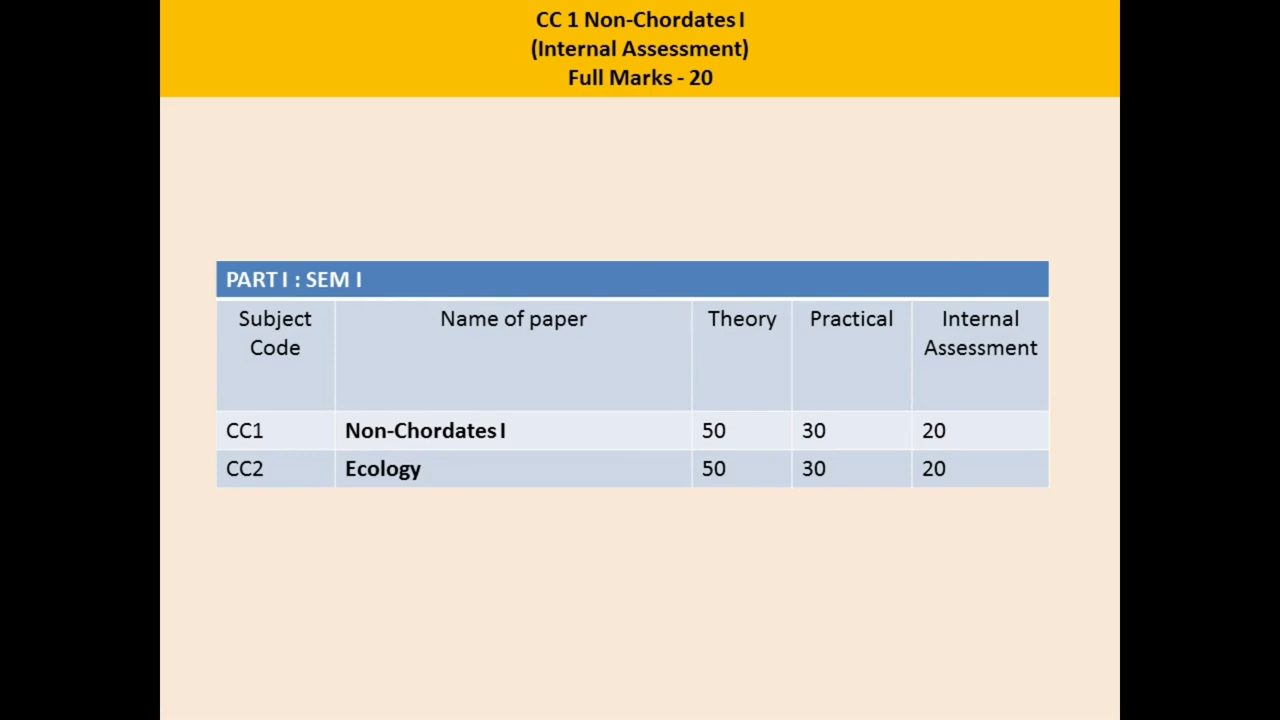 CC 1 Non-Chordates I
(Internal Assessment)
Full Marks - 20
PART I : SEM I
Subject Code Name of paper Theory Practical Internal Assessment
CC1 Non-Chordates I 50 30 20
CC2 Ecology 50 30 20